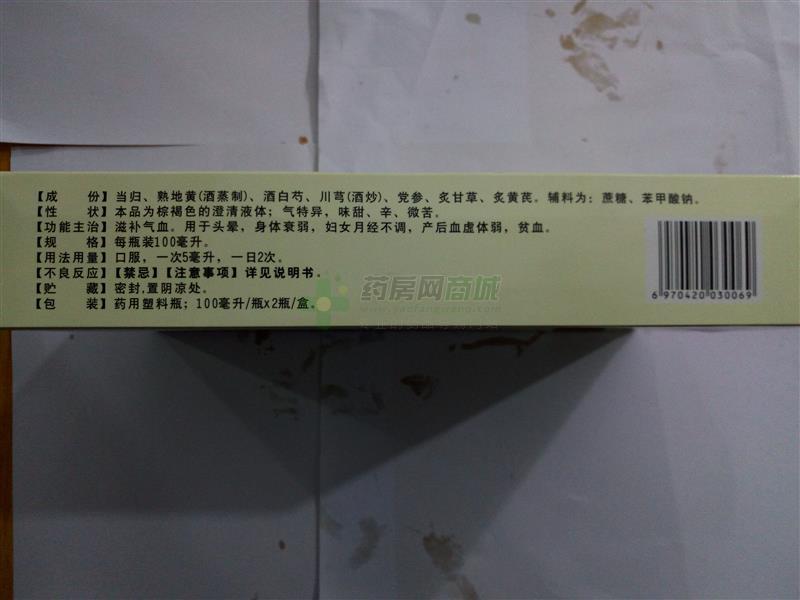 【成　份】当归、熟地黄(酒蒸制)、酒白芍、川芎(酒炒)、党参、炙甘草、炙黄芪。辅料为：蔗糖、苯甲酸钠。
【性　状】本品为棕褐色的澄清液体；气特异，味甜、辛、微苦。
【功能主治】滋补气血。用于头晕，身体衰弱，妇女月经不调，产后血虚体弱，贫血。
【规　格】每瓶装100毫升。
【用法用量】口服，一次5毫升，一日2次。
【不良反应】【禁忌】【注意事项】详见说明书。
【贮　藏】密封,置阴凉处。
【包　装】药用塑料瓶；100毫升/瓶x2瓶/盒。
6 970420 030069
药房网商城
www.yaofangwang.com